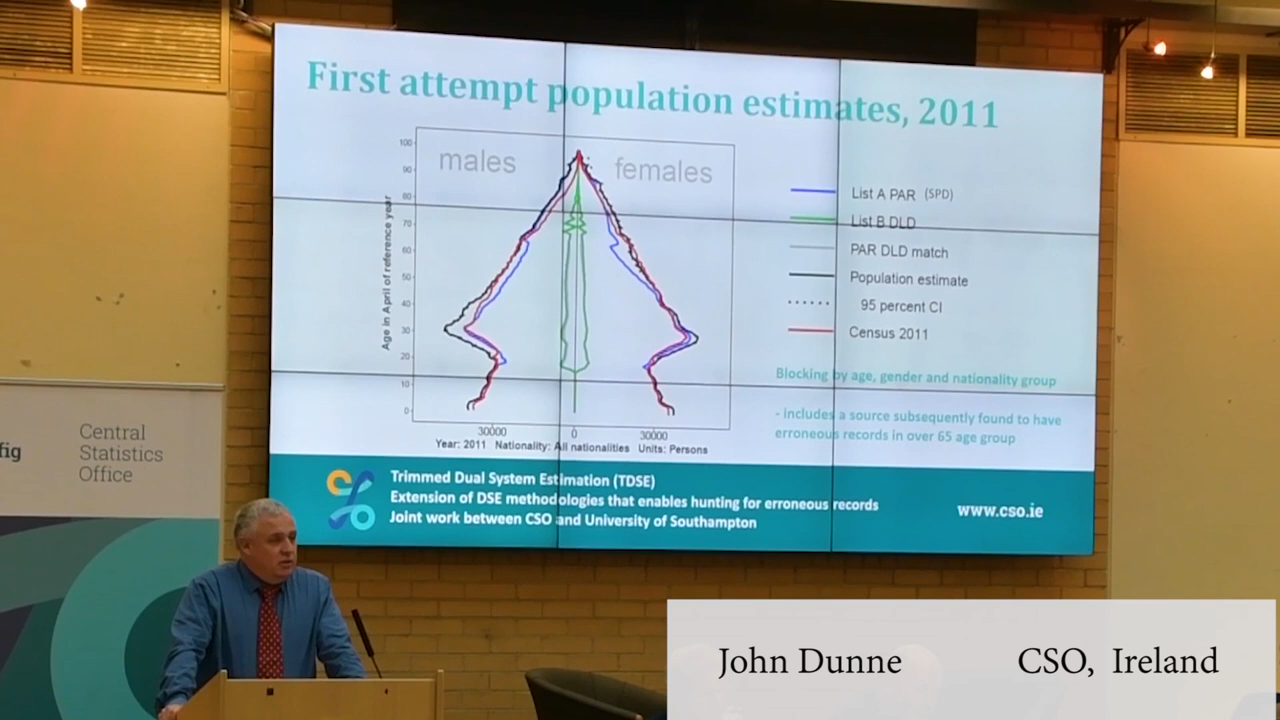 First attempt population estimates, 2011
males
females
100
90
80
70
60
50
40
30
20
10
0
Age in April of reference year
30000
0
30000
Year: 2011 Nationality: All nationalities Units: Persons
List A PAR (SPD)
List B DLD
PAR DLD match
Population estimate
95 percent CI
Census 2011
Blocking by age, gender and nationality group
- includes a source subsequently found to have
erroneous records in over 65 age group
Trimmed Dual System Estimation (TDSE)
Extension of DSE methodologies that enables hunting for erroneous records
Joint work between CSO and University of Southampton
www.cso.ie
fig
Central
Statistics
Office
John Dunne CSO, Ireland